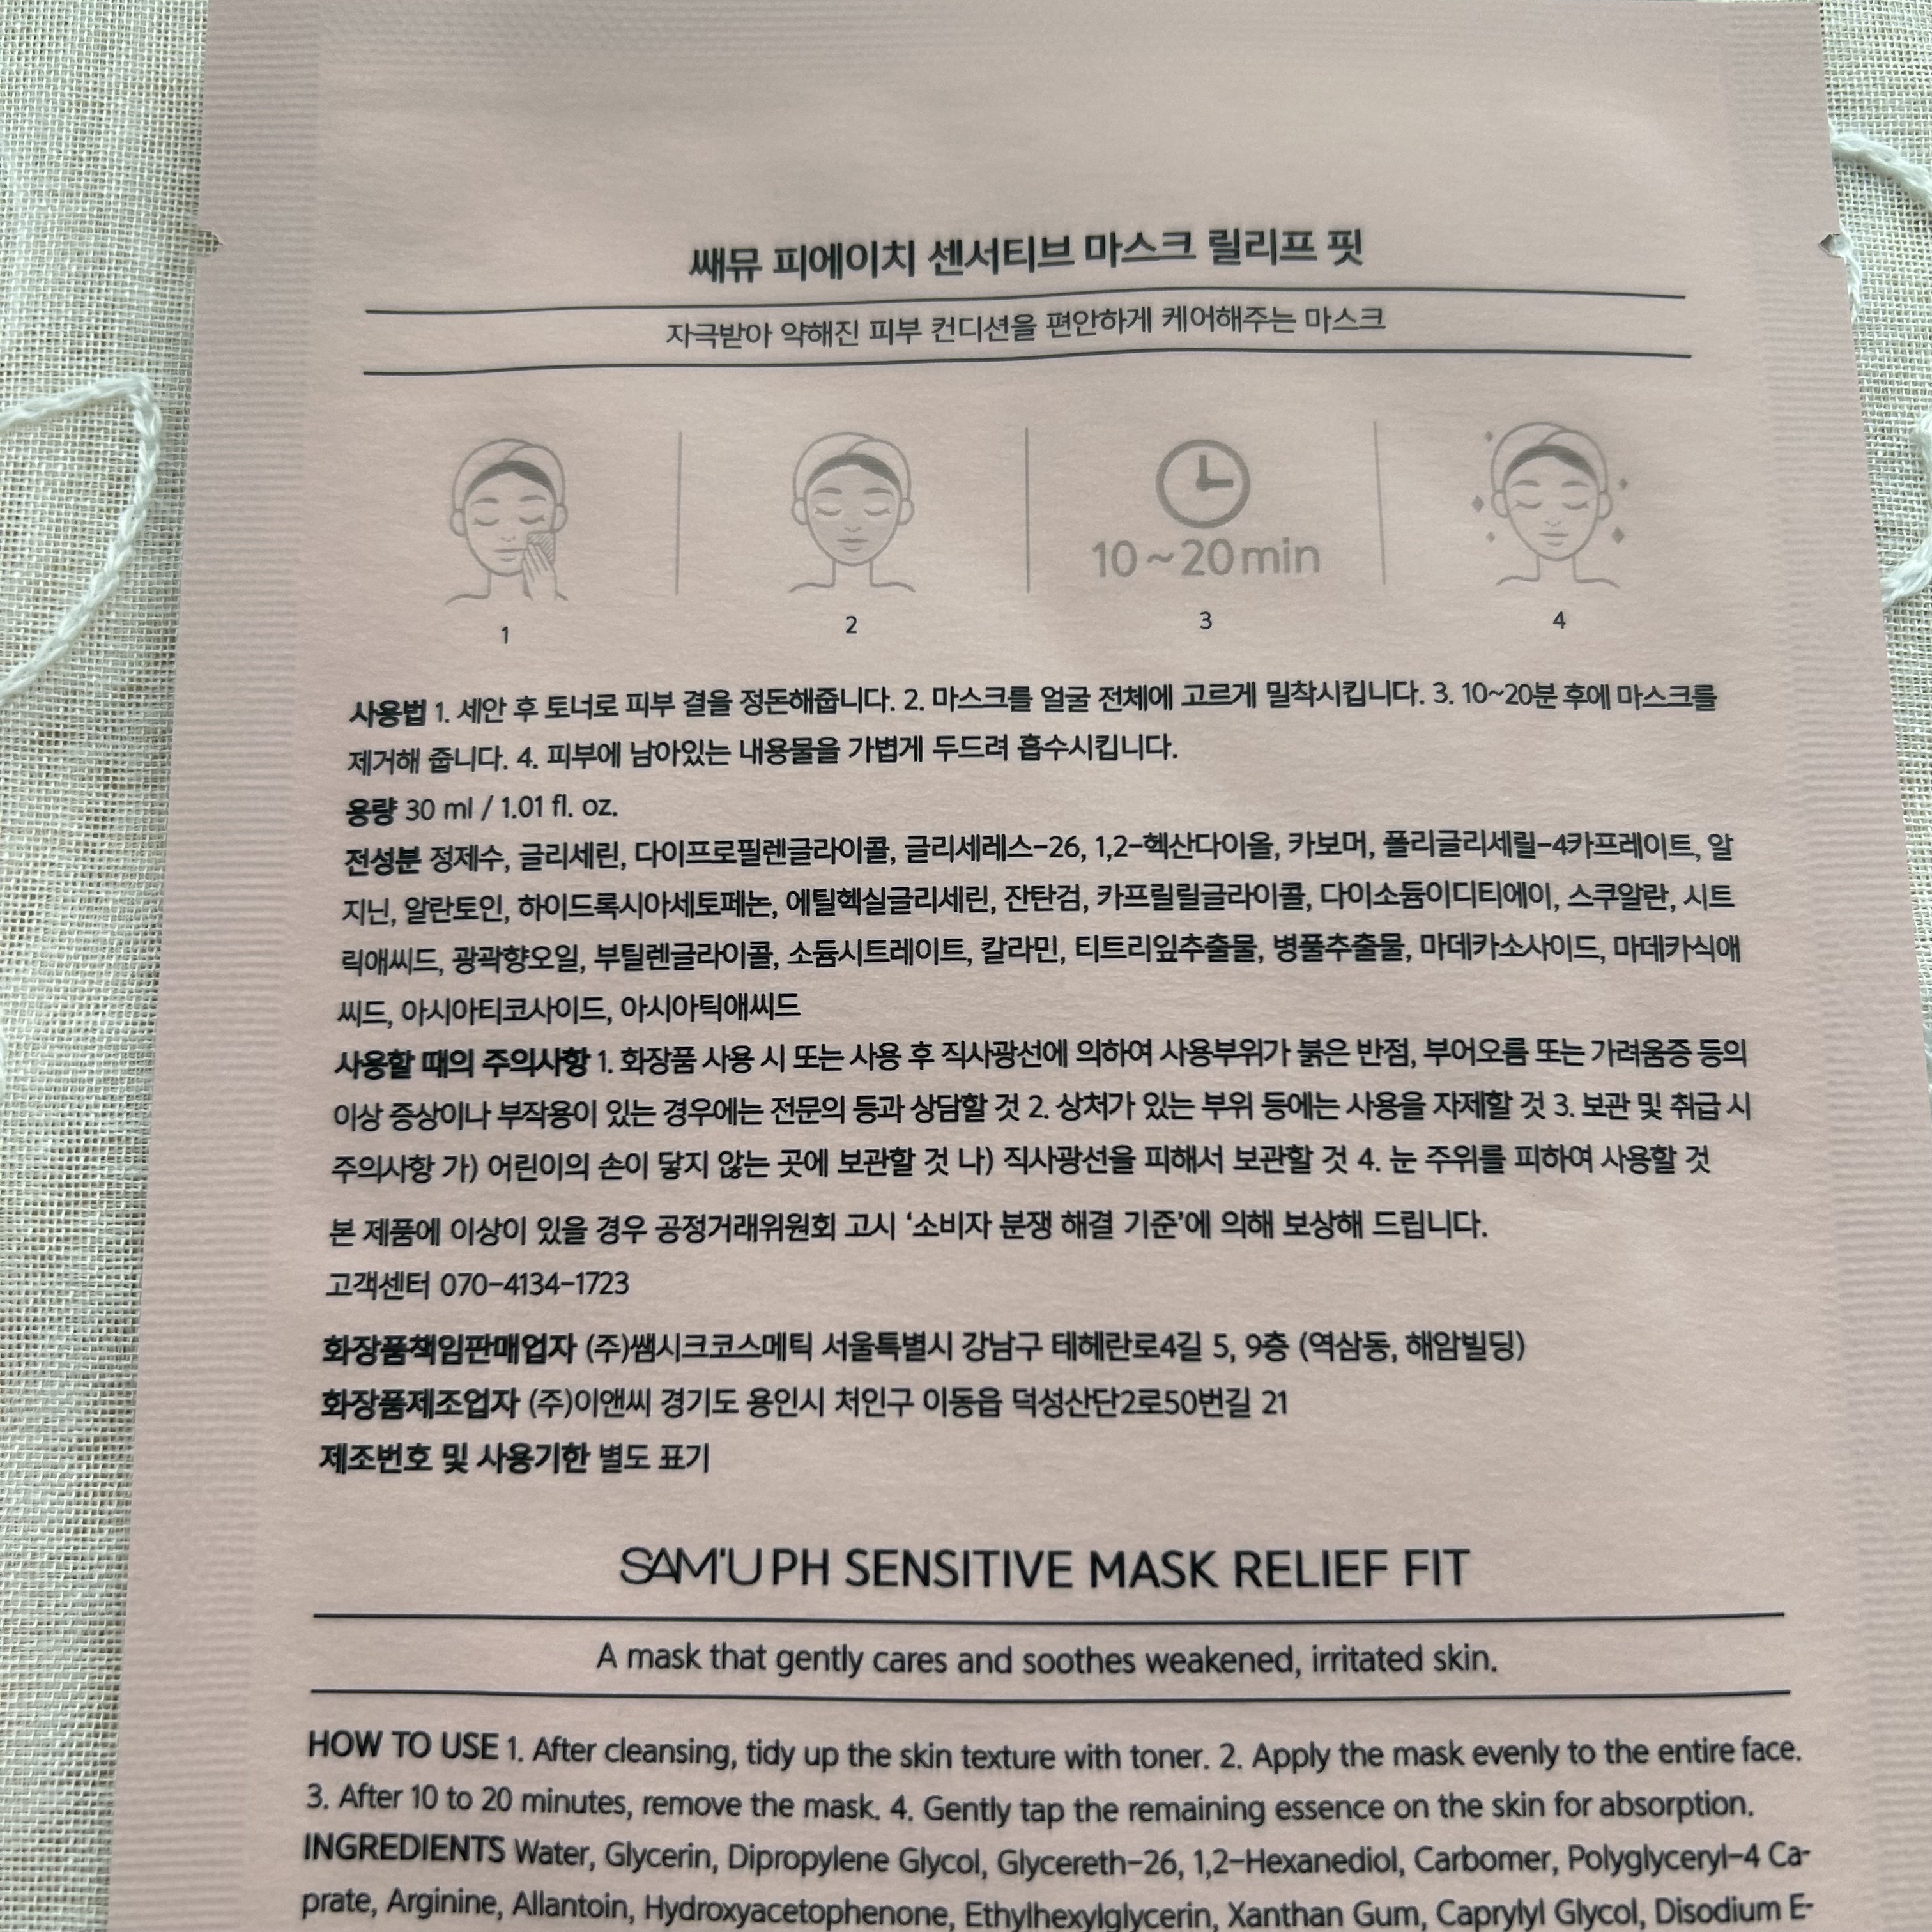 쌔뮤 피에이치 센서티브 마스크 릴리프 핏
자극받아 약해진 피부 컨디션을 편안하게 케어해주는 마스크
10~20min
1
2
3
4
사용법 1. 세안 후 토너로 피부 결을 정돈해줍니다. 2. 마스크를 얼굴 전체에 고르게 밀착시킵니다. 3. 10~20분 후에 마스크를
제거해 줍니다. 4. 피부에 남아있는 내용물을 가볍게 두드려 흡수시킵니다.
용량 30 ml / 1.01 fl. oz.
전성분 정제수, 글리세린, 다이프로필렌글라이콜, 글리세레스-26, 1,2-헥산다이올, 카보머, 폴리글리세릴-4카프레이트, 알
지닌, 알란토인, 하이드록시아세토페논, 에틸헥실글리세린, 잔탄검, 카프릴릴글라이콜, 다이소듐이디티에이, 스쿠알란, 시트
릭애씨드, 광곽향오일, 부틸렌글라이콜, 소듐시트레이트, 칼라민, 티트리잎추출물, 병풀추출물, 마데카소사이드, 마데카식애
씨드, 아시아티코사이드, 아시아틱애씨드
사용할 때의 주의사항 1. 화장품 사용 시 또는 사용 후 직사광선에 의하여 사용부위가 붉은 반점, 부어오름 또는 가려움증 등의
이상 증상이나 부작용이 있는 경우에는 전문의 등과 상담할 것 2. 상처가 있는 부위 등에는 사용을 자제할 것 3. 보관 및 취급 시
주의사항 가) 어린이의 손이 닿지 않는 곳에 보관할 것 나) 직사광선을 피해서 보관할 것 4. 눈 주위를 피하여 사용할 것
본 제품에 이상이 있을 경우 공정거래위원회 고시 ‘소비자 분쟁 해결 기준’에 의해 보상해 드립니다.
고객센터 070-4134-1723
화장품책임판매업자 (주)쌤시크코스메틱 서울특별시 강남구 테헤란로4길 5, 9층 (역삼동, 해암빌딩)
화장품제조업자 (주)이앤씨 경기도 용인시 처인구 이동읍 덕성산단2로50번길 21
제조번호 및 사용기한 별도 표기
SAM'U PH SENSITIVE MASK RELIEF FIT
A mask that gently cares and soothes weakened, irritated skin.
HOW TO USE 1. After cleansing, tidy up the skin texture with toner. 2. Apply the mask evenly to the entire face.
3. After 10 to 20 minutes, remove the mask. 4. Gently tap the remaining essence on the skin for absorption.
INGREDIENTS Water, Glycerin, Dipropylene Glycol, Glycereth-26, 1,2-Hexanediol, Carbomer, Polyglyceryl-4 Ca-
prate, Arginine, Allantoin, Hydroxyacetophenone, Ethylhexylglycerin, Xanthan Gum, Caprylyl Glycol, Disodium E-